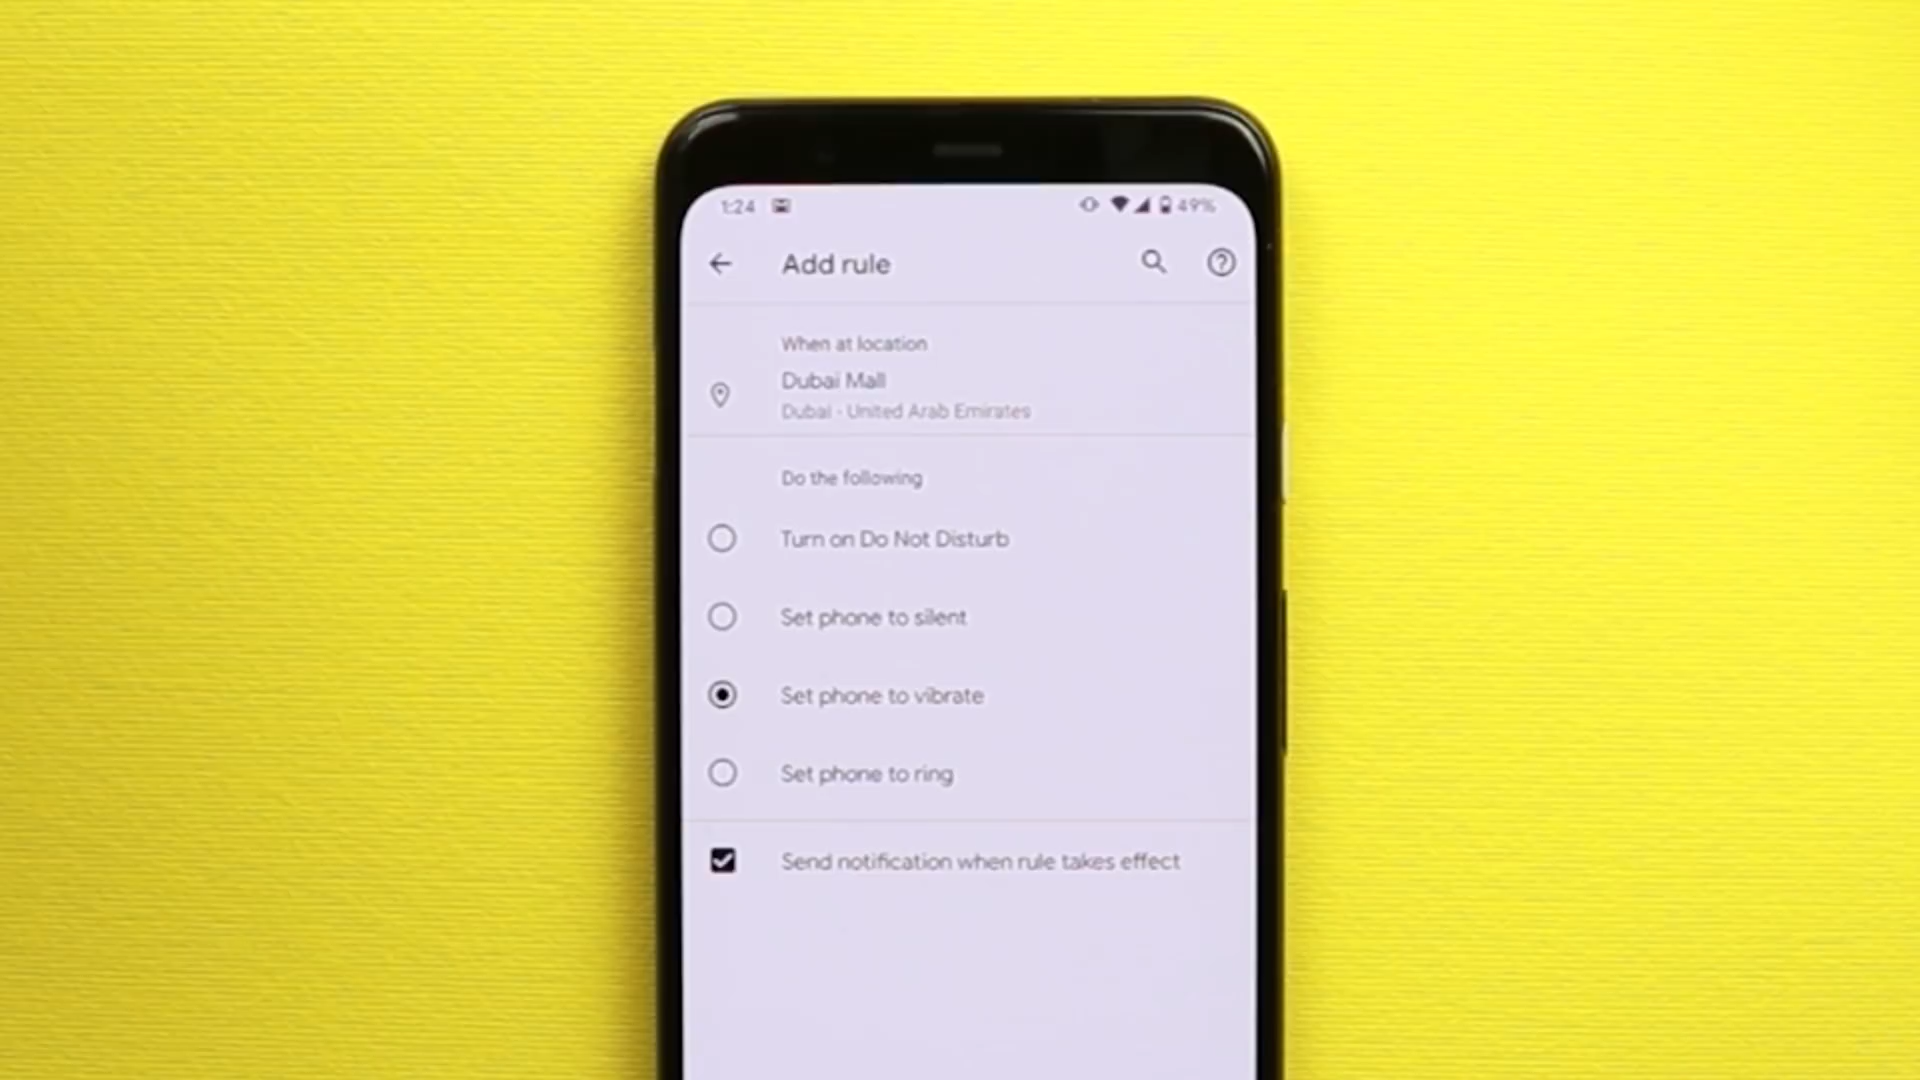 1:24 49%
Add rule
When at location
Dubai Mall
Dubai - United Arab Emirates
Do the following
Turn on Do Not Disturb
Set phone to silent
Set phone to vibrate
Set phone to ring
Send notification when rule takes effect